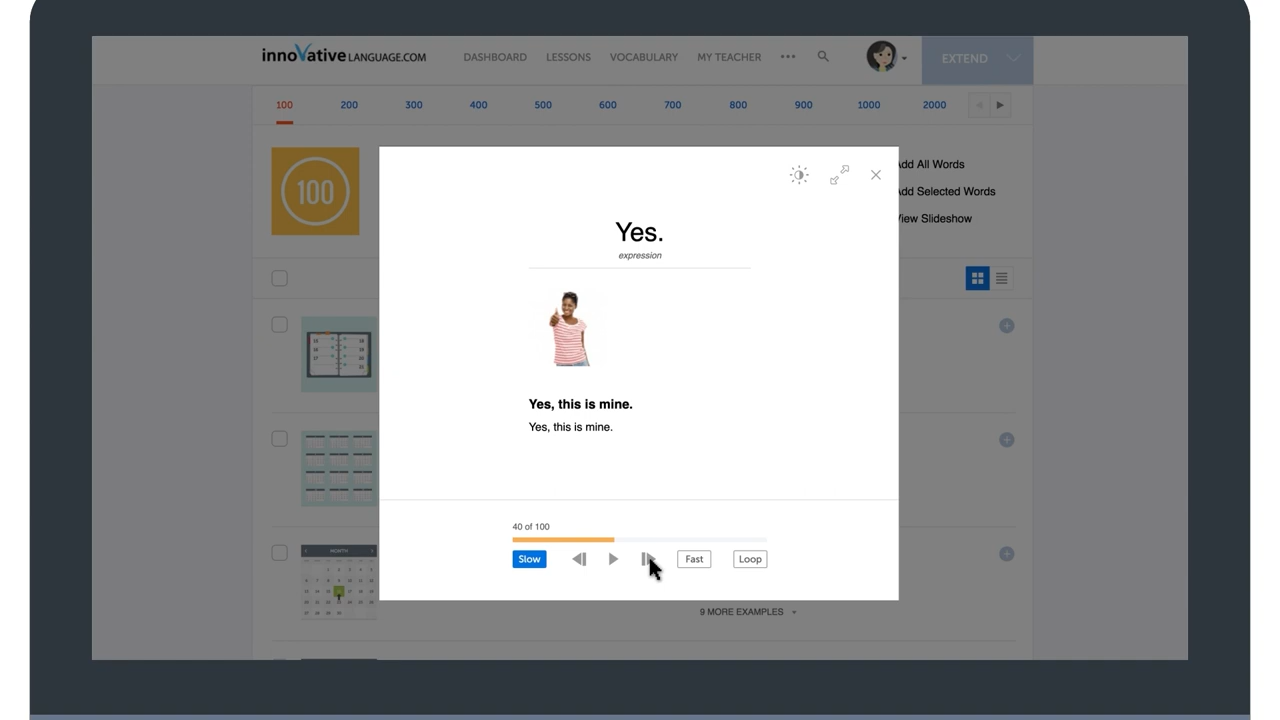 innoVative LANGUAGE.COM
DASHBOARD LESSONS VOCABULARY MY TEACHER EXTEND
100 200 300 400 500 600 700 800 900 1000 2000
100
Add All Words
Add Selected Words
View Slideshow
Yes.
expression
Yes, this is mine.
Yes, this is mine.
40 of 100
Slow Fast Loop
MONTH
9 MORE EXAMPLES